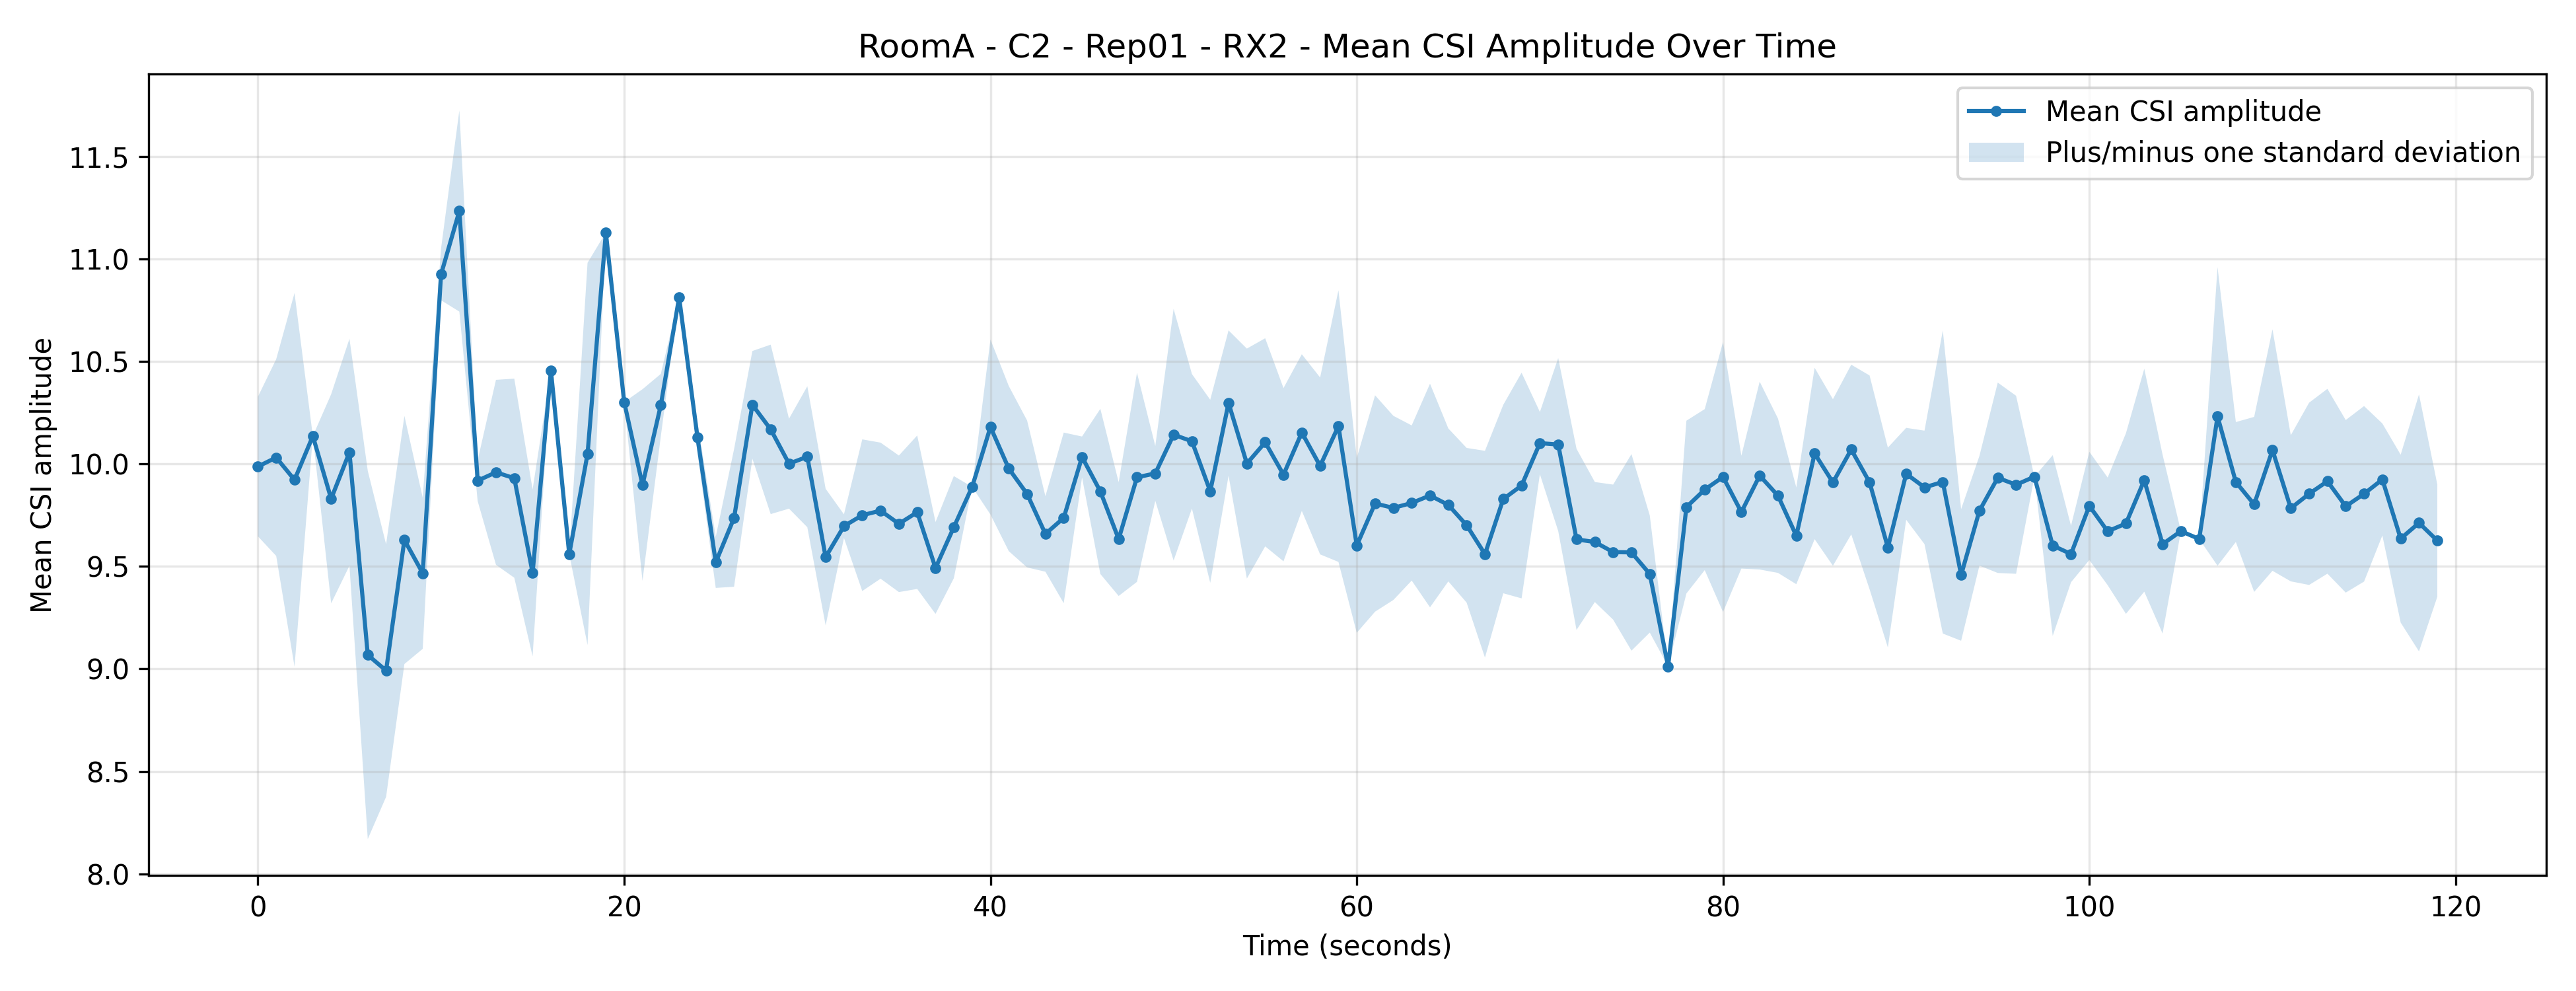 RoomA - C2 - Rep01 - RX2 - Mean CSI Amplitude Over Time
Mean CSI amplitude
Plus/minus one standard deviation
Mean CSI amplitude
11.5
11.0
10.5
10.0
9.5
9.0
8.5
8.0
0 20 40 60 80 100 120
Time (seconds)